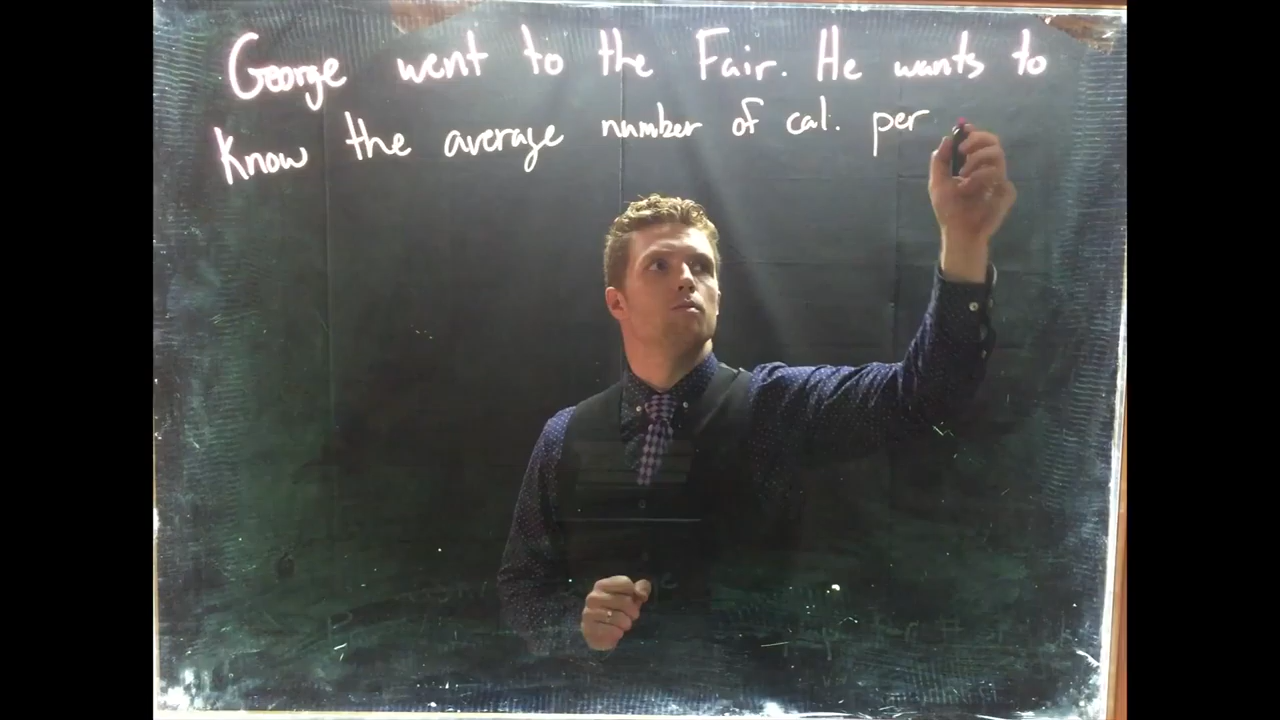 George went to the Fair. He wants to
know the average number of cal. per